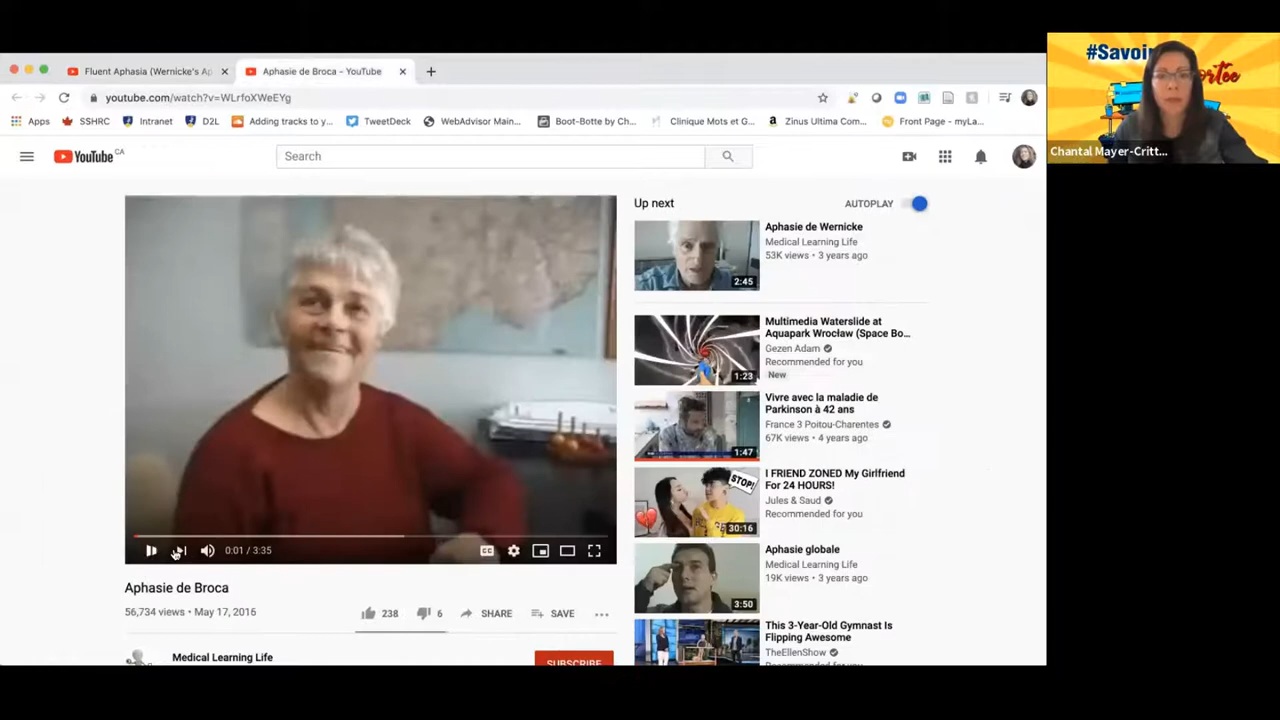 Fluent Aphasia (Wernicke's Ap
Aphasie de Broca - YouTube
youtube.com/watch?v=WLrfoXWeEYg
Apps SSHRC Intranet D2L Adding tracks to y... TweetDeck WebAdvisor Main... Boot-Botte by Ch... Clinique Mots et G... Zinus Ultima Com... Front Page - myLa...
YouTube CA
Search
#Savoir
ortée
Chantal Mayer-Critt...
Up next
AUTOPLAY
Aphasie de Wernicke
Medical Learning Life
53K views • 3 years ago
2:45
Multimedia Waterslide at
Aquapark Wrocław (Space Bo...
Gezen Adam
Recommended for you
New
1:23
Vivre avec la maladie de
Parkinson à 42 ans
France 3 Poitou-Charentes
67K views • 4 years ago
1:47
I FRIEND ZONED My Girlfriend
For 24 HOURS!
Jules & Saud
Recommended for you
STOP!
30:16
Aphasie globale
Medical Learning Life
19K views • 3 years ago
3:50
This 3-Year-Old Gymnast Is
Flipping Awesome
TheEllenShow
Recommended for you
0:01 / 3:35
CC
Aphasie de Broca
56,734 views • May 17, 2016
238 6 SHARE SAVE
Medical Learning Life
SUBSCRIBE